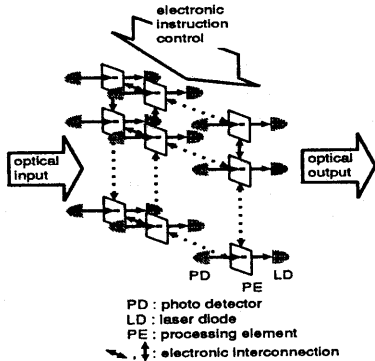 electronic
instruction
control
optical
input
optical
output
PD
LD
PE
PD : photo detector
LD : laser diode
PE : processing element
, : electronic interconnection